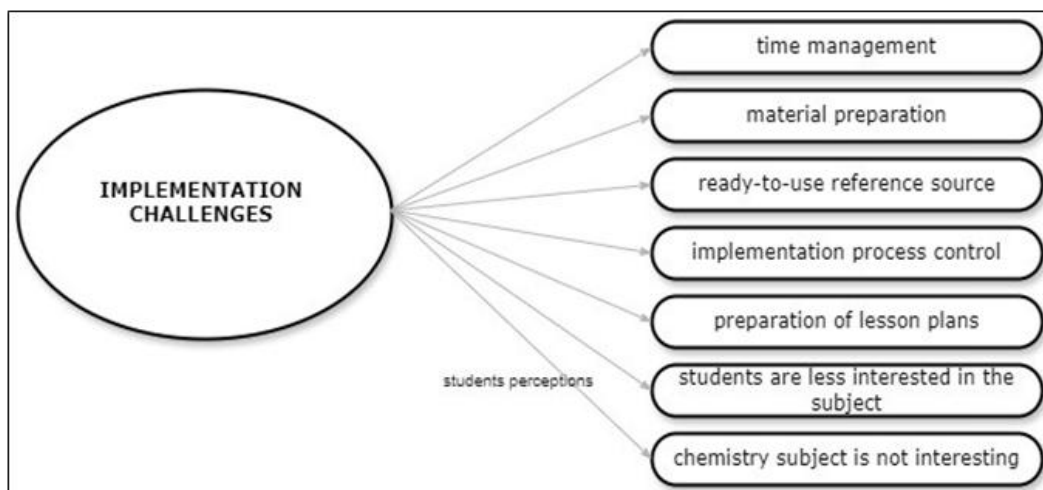 IMPLEMENTATION
CHALLENGES
time management
material preparation
ready-to-use reference source
implementation process control
preparation of lesson plans
students are less interested in the
subject
students perceptions
chemistry subject is not interesting